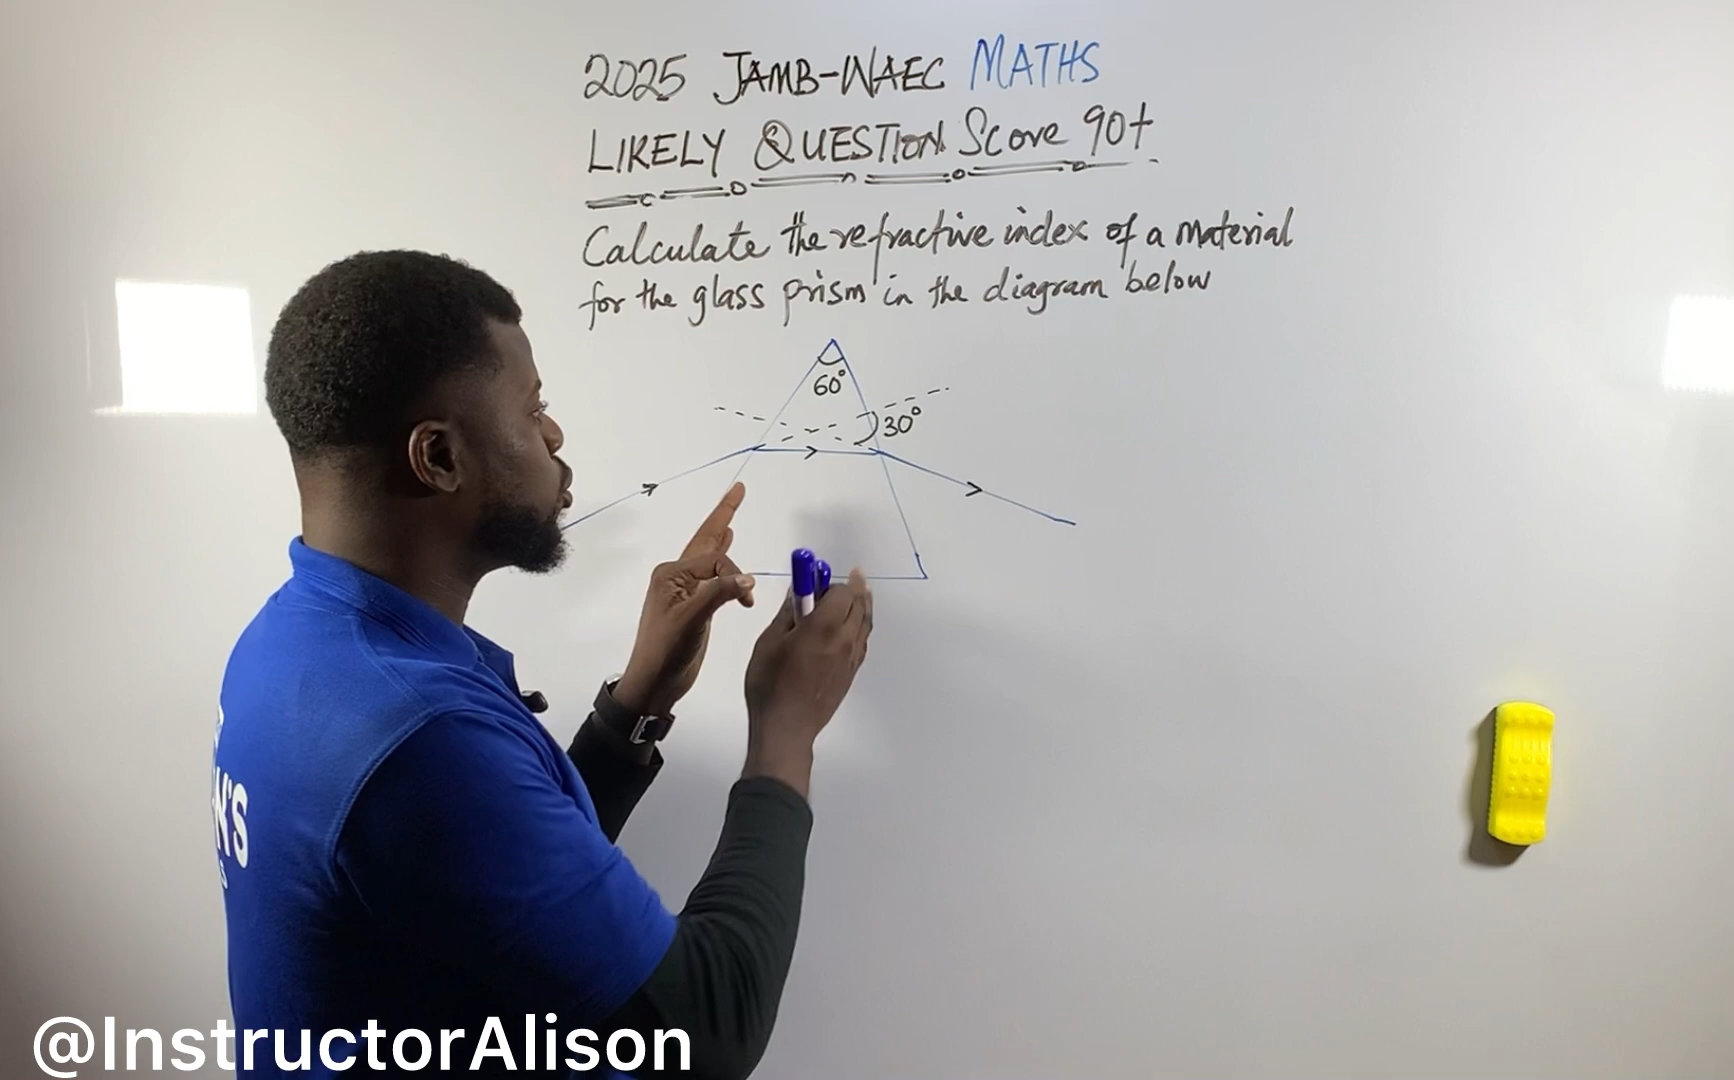 2025 JAMB-WAEC MATHS
LIKELY QUESTION Score 90+
Calculate the refractive index of a material
for the glass prism in the diagram below
60°
30°
@InstructorAlison